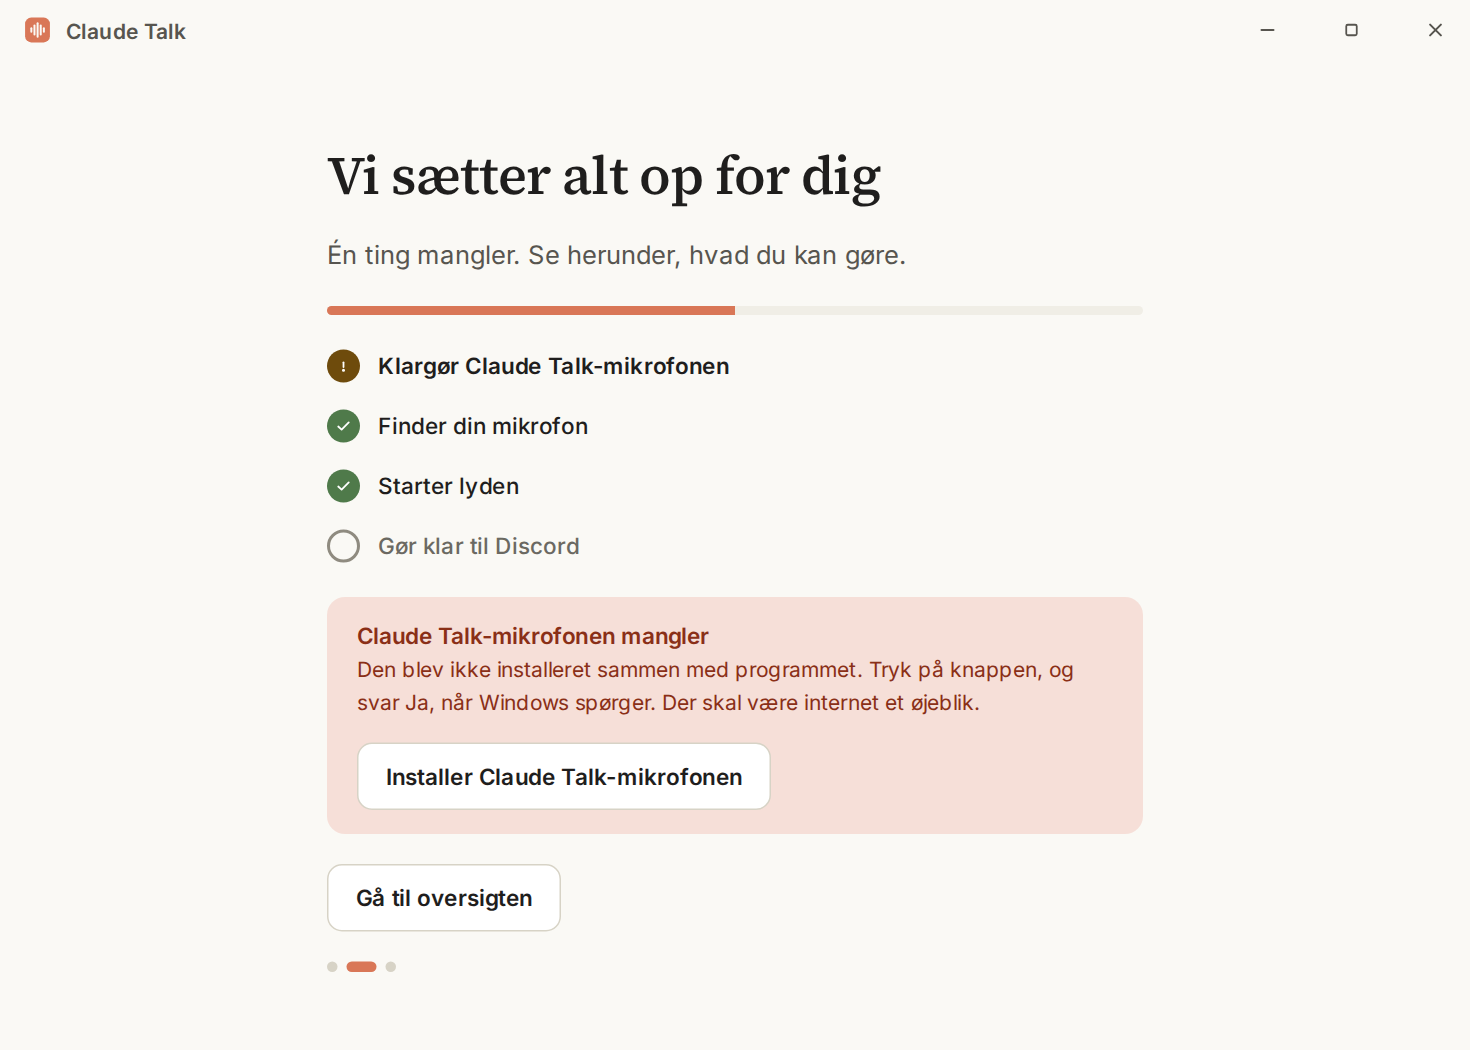 Claude Talk
Vi sætter alt op for dig
Én ting mangler. Se herunder, hvad du kan gøre.
Klargør Claude Talk-mikrofonen
Finder din mikrofon
Starter lyden
Gør klar til Discord
Claude Talk-mikrofonen mangler
Den blev ikke installeret sammen med programmet. Tryk på knappen, og
svar Ja, når Windows spørger. Der skal være internet et øjeblik.
Installer Claude Talk-mikrofonen
Gå til oversigten